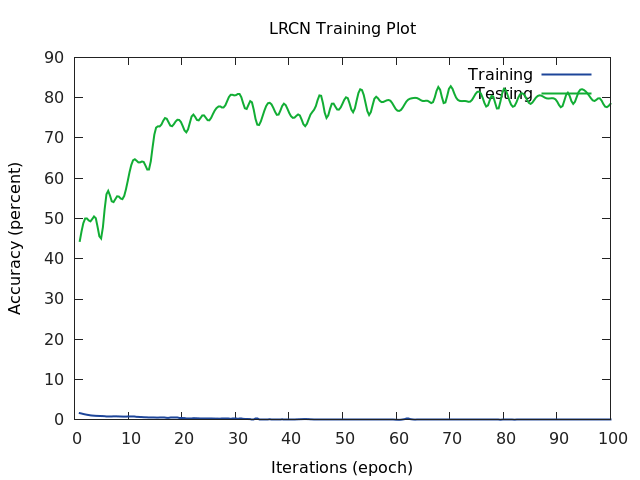 LRCN Training Plot
Training
Testing
90
80
70
60
50
40
30
20
10
0
Accuracy (percent)
0 10 20 30 40 50 60 70 80 90 100
Iterations (epoch)